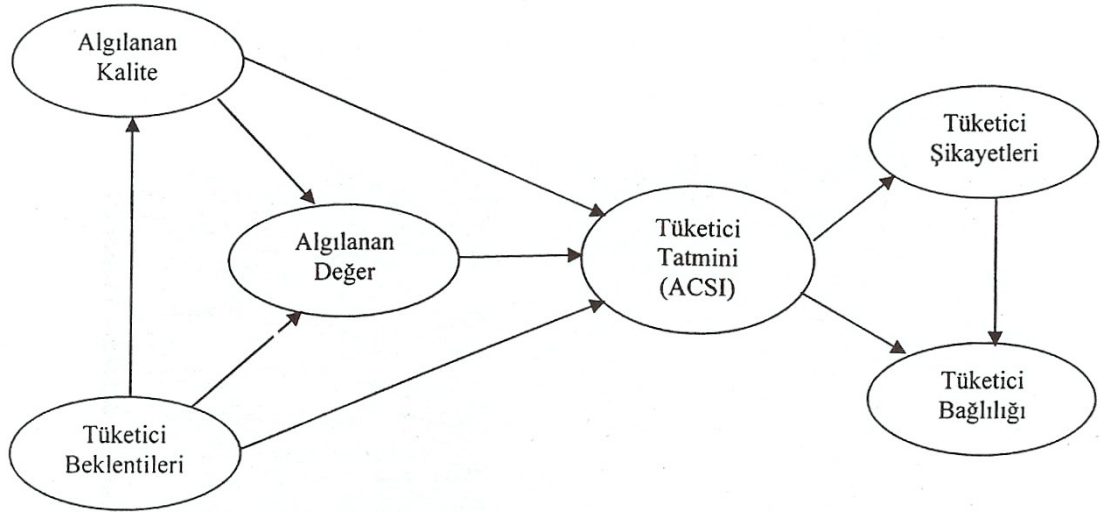 Algılanan
Kalite
Tüketici
Şikayetleri
Algılanan
Değer
Tüketici
Tatmini
(ACSI)
Tüketici
Bağlılığı
Tüketici
Beklentileri